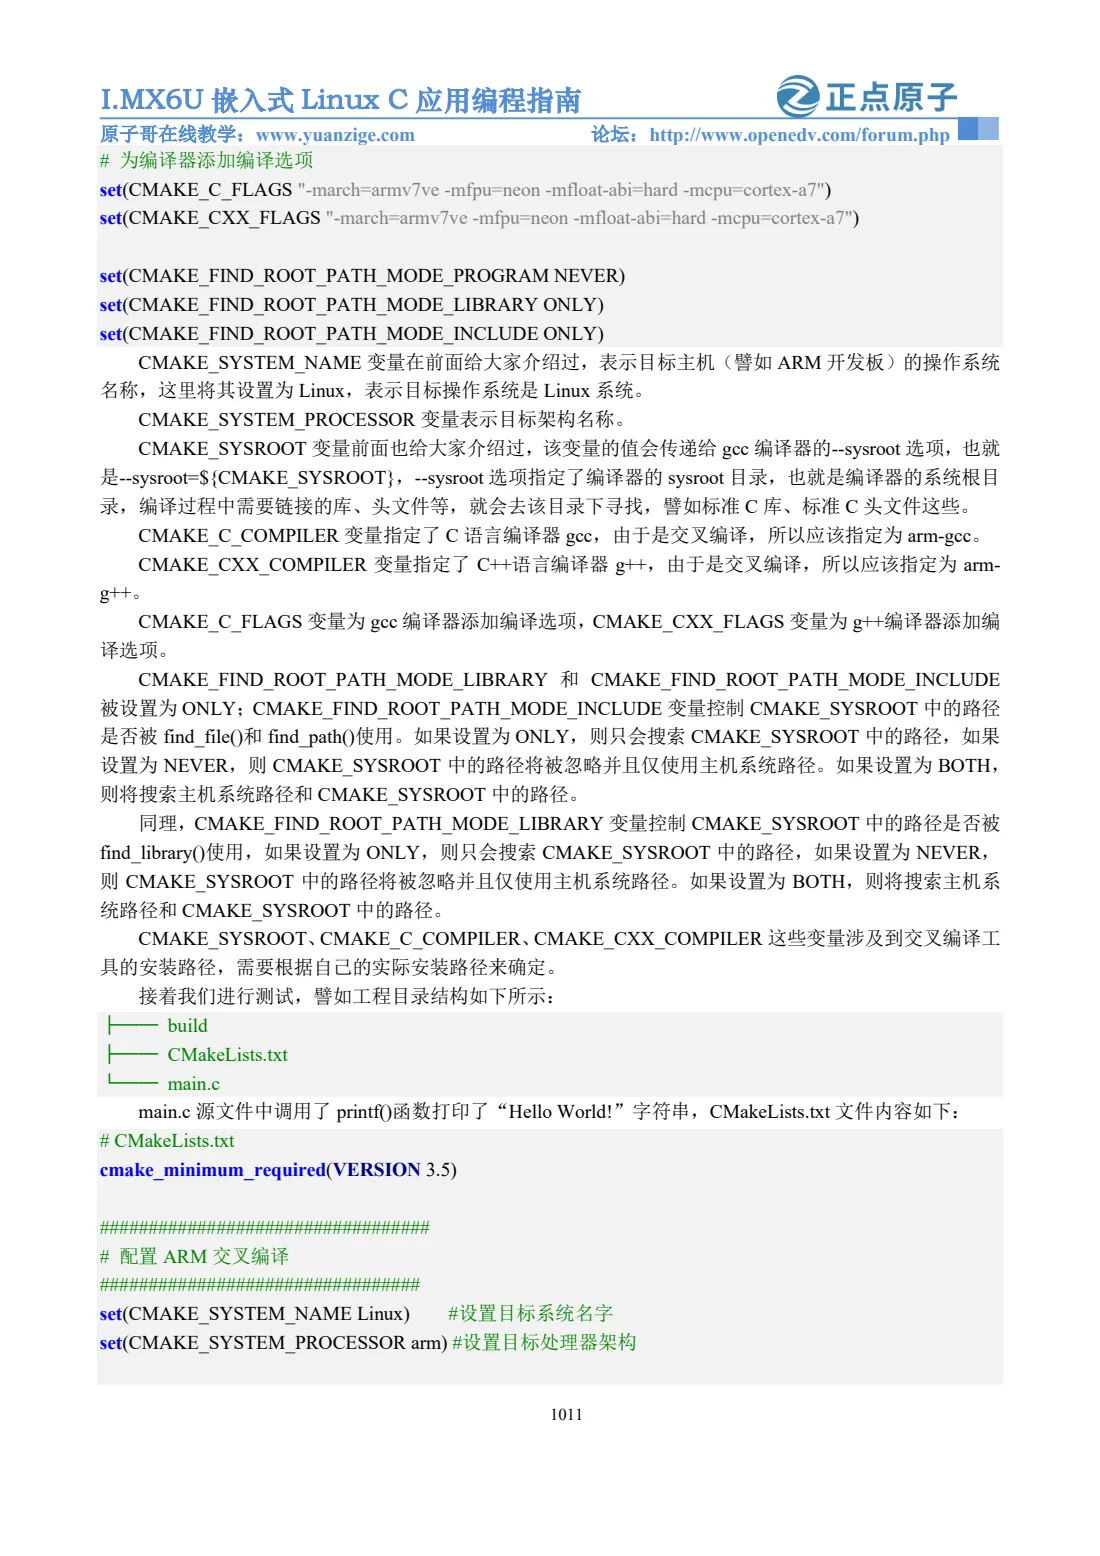 I.MX6U 嵌入式 Linux C 应用编程指南
正点原子
原子哥在线教学：www.yuanzige.com 论坛：http://www.openedv.com/forum.php
# 为编译器添加编译选项
set(CMAKE_C_FLAGS "-march=armv7ve -mfpu=neon -mfloat-abi=hard -mcpu=cortex-a7")
set(CMAKE_CXX_FLAGS "-march=armv7ve -mfpu=neon -mfloat-abi=hard -mcpu=cortex-a7")
set(CMAKE_FIND_ROOT_PATH_MODE_PROGRAM NEVER)
set(CMAKE_FIND_ROOT_PATH_MODE_LIBRARY ONLY)
set(CMAKE_FIND_ROOT_PATH_MODE_INCLUDE ONLY)
CMAKE_SYSTEM_NAME 变量在前面给大家介绍过，表示目标主机（譬如 ARM 开发板）的操作系统
名称，这里将其设置为 Linux，表示目标操作系统是 Linux 系统。
CMAKE_SYSTEM_PROCESSOR 变量表示目标架构名称。
CMAKE_SYSROOT 变量前面也给大家介绍过，该变量的值会传递给 gcc 编译器的--sysroot 选项，也就
是--sysroot=${CMAKE_SYSROOT}，--sysroot 选项指定了编译器的 sysroot 目录，也就是编译器的系统根目
录，编译过程中需要链接的库、头文件等，就会去该目录下寻找，譬如标准 C 库、标准 C 头文件这些。
CMAKE_C_COMPILER 变量指定了 C 语言编译器 gcc，由于是交叉编译，所以应该指定为 arm-gcc。
CMAKE_CXX_COMPILER 变量指定了 C++语言编译器 g++，由于是交叉编译，所以应该指定为 arm-
g++。
CMAKE_C_FLAGS 变量为 gcc 编译器添加编译选项，CMAKE_CXX_FLAGS 变量为 g++编译器添加编
译选项。
CMAKE_FIND_ROOT_PATH_MODE_LIBRARY 和 CMAKE_FIND_ROOT_PATH_MODE_INCLUDE
被设置为 ONLY；CMAKE_FIND_ROOT_PATH_MODE_INCLUDE 变量控制 CMAKE_SYSROOT 中的路径
是否被 find_file()和 find_path()使用。如果设置为 ONLY，则只会搜索 CMAKE_SYSROOT 中的路径，如果
设置为 NEVER，则 CMAKE_SYSROOT 中的路径将被忽略并且仅使用主机系统路径。如果设置为 BOTH，
则将搜索主机系统路径和 CMAKE_SYSROOT 中的路径。
同理，CMAKE_FIND_ROOT_PATH_MODE_LIBRARY 变量控制 CMAKE_SYSROOT 中的路径是否被
find_library()使用，如果设置为 ONLY，则只会搜索 CMAKE_SYSROOT 中的路径，如果设置为 NEVER，
则 CMAKE_SYSROOT 中的路径将被忽略并且仅使用主机系统路径。如果设置为 BOTH，则将搜索主机系
统路径和 CMAKE_SYSROOT 中的路径。
CMAKE_SYSROOT、CMAKE_C_COMPILER、CMAKE_CXX_COMPILER 这些变量涉及到交叉编译工
具的安装路径，需要根据自己的实际安装路径来确定。
接着我们进行测试，譬如工程目录结构如下所示：
├── build
├── CMakeLists.txt
└── main.c
main.c 源文件中调用了 printf()函数打印了“Hello World!”字符串，CMakeLists.txt 文件内容如下：
# CMakeLists.txt
cmake_minimum_required(VERSION 3.5)
##################################
# 配置 ARM 交叉编译
#################################
set(CMAKE_SYSTEM_NAME Linux) #设置目标系统名字
set(CMAKE_SYSTEM_PROCESSOR arm) #设置目标处理器架构
1011